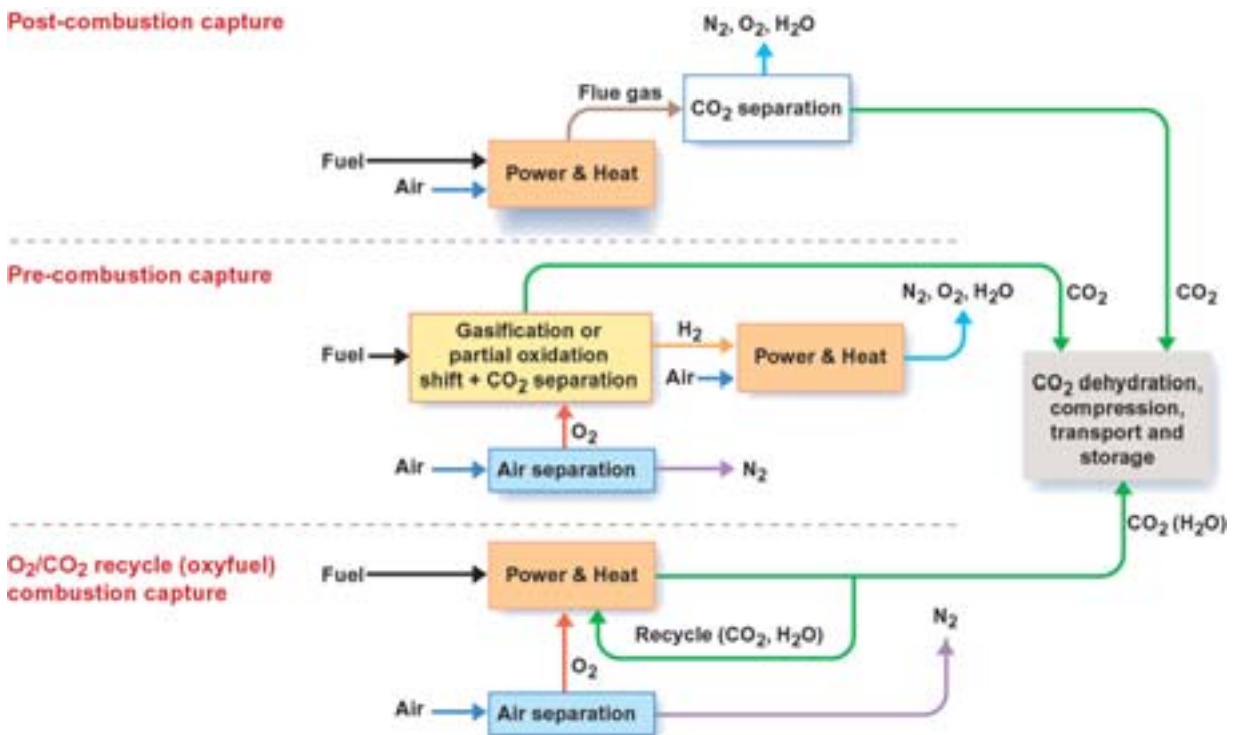 Post-combustion capture
N₂, O₂, H₂O
Flue gas
CO₂ separation
Fuel
Power & Heat
Air
CO₂
CO₂
Pre-combustion capture
N₂, O₂, H₂O
Gasification or
partial oxidation
shift + CO₂ separation
H₂
Fuel
Power & Heat
Air
CO₂ dehydration,
compression,
transport and
storage
O₂
Air
Air separation
N₂
CO₂ (H₂O)
O₂/CO₂ recycle (oxyfuel)
combustion capture
Fuel
Power & Heat
Recycle (CO₂, H₂O)
N₂
O₂
Air
Air separation